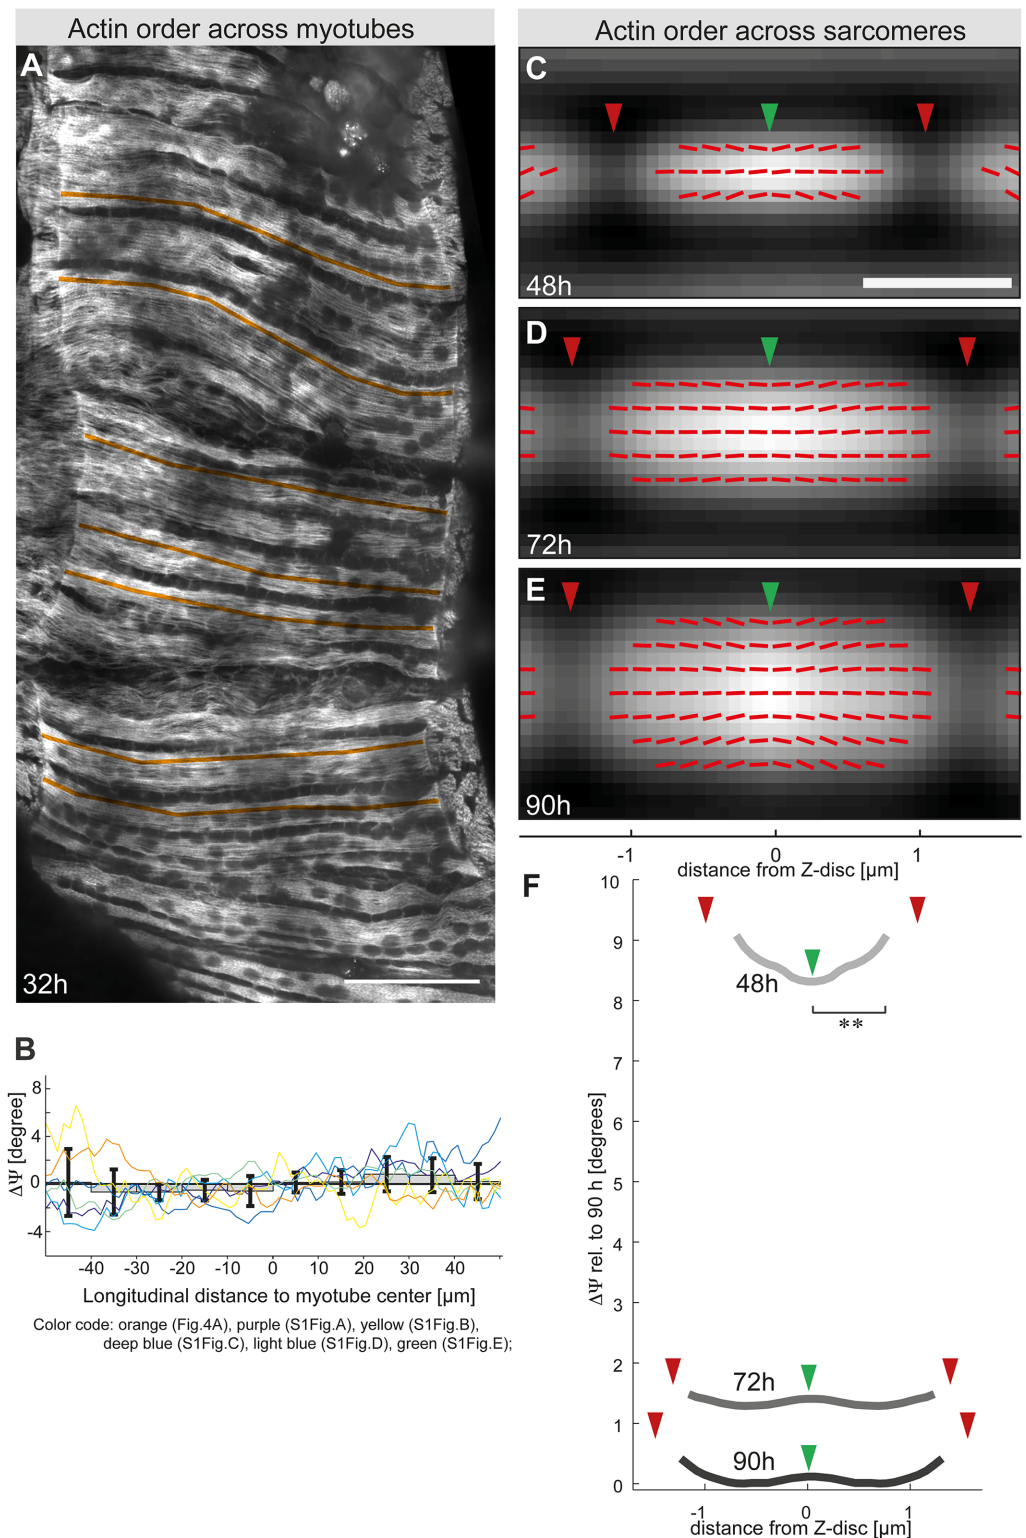 Actin order across myotubes
A
32h
B
ΔΨ [degree]
8
4
0
-4
-40 -30 -20 -10 0 10 20 30 40
Longitudinal distance to myotube center [µm]
Color code: orange (Fig.4A), purple (S1Fig.A), yellow (S1Fig.B),
deep blue (S1Fig.C), light blue (S1Fig.D), green (S1Fig.E);
Actin order across sarcomeres
C
48h
D
72h
E
90h
-1 0 1
distance from Z-disc [µm]
F
ΔΨ rel. to 90 h [degrees]
10
9
8
7
6
5
4
3
2
1
0
48h
**
72h
90h
-1 0 1
distance from Z-disc [µm]